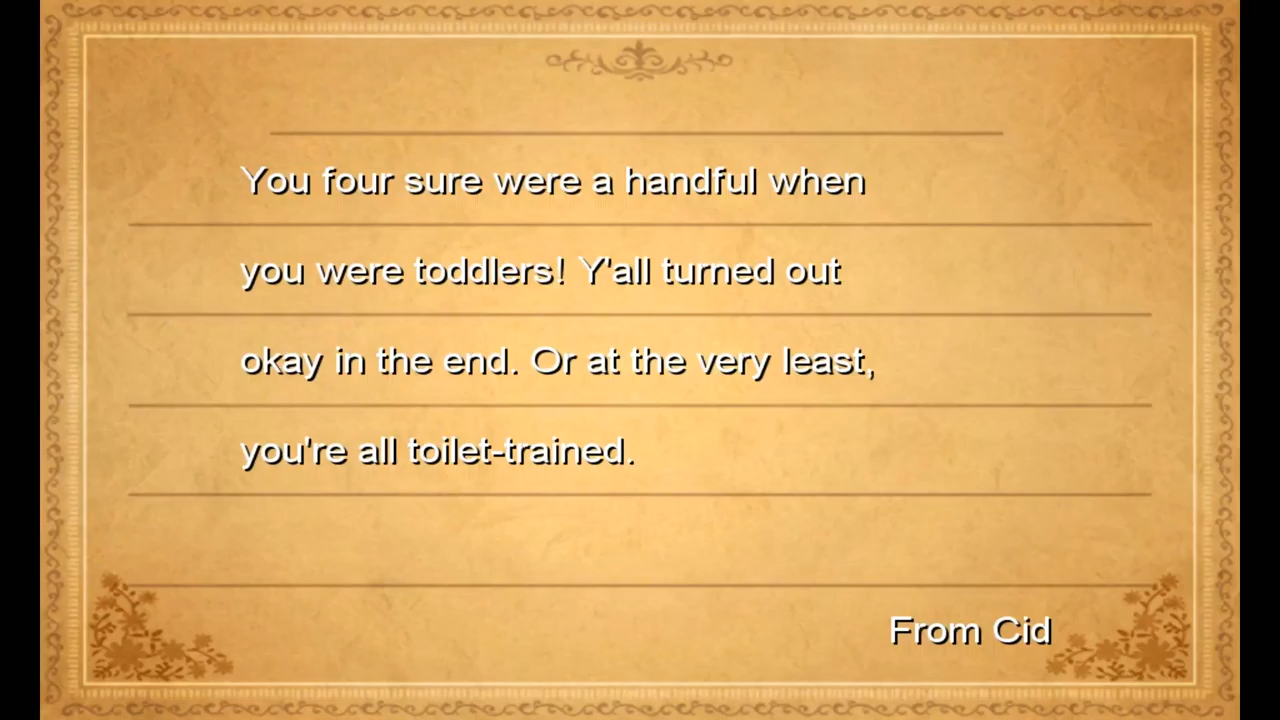 You four sure were a handful when
you were toddlers! Y'all turned out
okay in the end. Or at the very least,
you're all toilet-trained.
From Cid